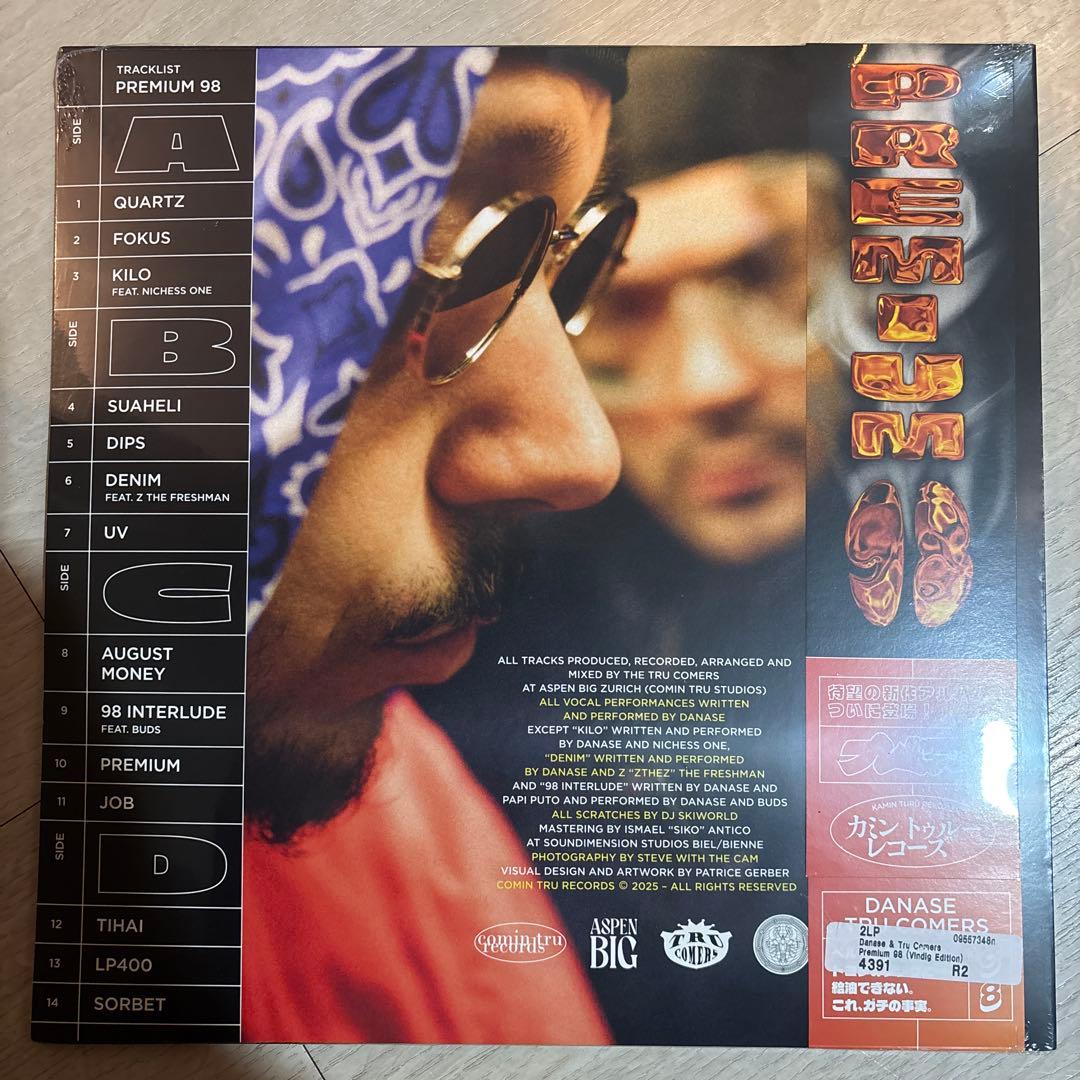 TRACKLIST
PREMIUM 98
SIDE
A
1 QUARTZ
2 FOKUS
3 KILO
FEAT. NICHESS ONE
SIDE
B
4 SUAHELI
5 DIPS
6 DENIM
FEAT. Z THE FRESHMAN
7 UV
SIDE
C
8 AUGUST
MONEY
9 98 INTERLUDE
FEAT. BUDS
10 PREMIUM
11 JOB
SIDE
D
12 TIHAI
13 LP400
14 SORBET
ALL TRACKS PRODUCED, RECORDED, ARRANGED AND
MIXED BY THE TRU COMERS
AT ASPEN BIG ZURICH (COMIN TRU STUDIOS)
ALL VOCAL PERFORMANCES WRITTEN
AND PERFORMED BY DANASE
EXCEPT "KILO" WRITTEN AND PERFORMED
BY DANASE AND NICHESS ONE,
"DENIM" WRITTEN AND PERFORMED
BY DANASE AND Z "ZTHEZ" THE FRESHMAN
AND "98 INTERLUDE" WRITTEN BY DANASE AND
PAPI PUTO AND PERFORMED BY DANASE AND BUDS
ALL SCRATCHES BY DJ SKIWORLD
MASTERING BY ISMAEL "SIKO" ANTICO
AT SOUNDIMENSION STUDIOS BIEL/BIENNE
PHOTOGRAPHY BY STEVE WITH THE CAM
VISUAL DESIGN AND ARTWORK BY PATRICE GERBER
COMIN TRU RECORDS © 2025 – ALL RIGHTS RESERVED
comin tru
records
ASPEN
BIG
TRU
COMERS
待望の新作アルバム
ついに登場
KAMIN TURU
カミン トゥル
レコーズ
DANASE
TRU COMERS
2LP 09567348n
Danase & Tru Comers
Premium 98 (Vindig Edition)
4391 R2
給油できない。
これ、ガチの事実。
8